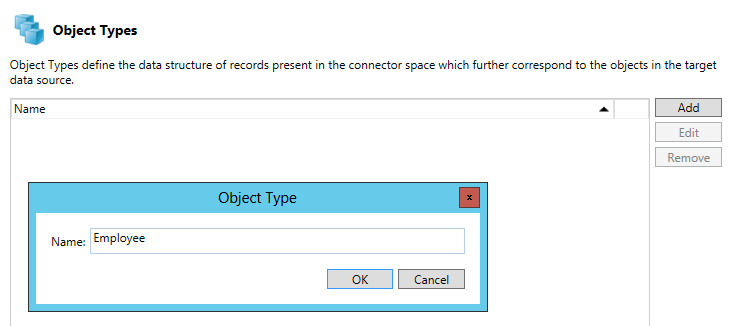 Object Types
Object Types define the data structure of records present in the connector space which further correspond to the objects in the target
data source.
Name
Add
Edit
Remove
Object Type
x
Name: Employee
OK Cancel